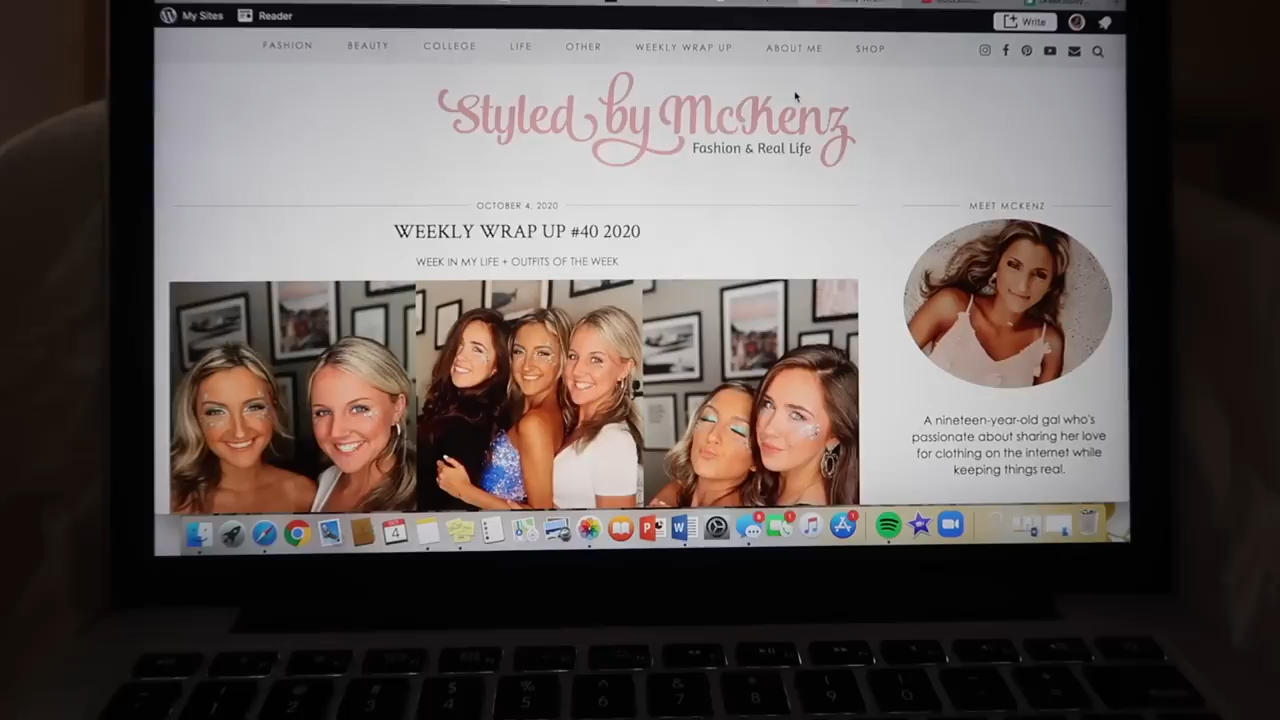 My Sites Reader Write
FASHION BEAUTY COLLEGE LIFE OTHER WEEKLY WRAP UP ABOUT ME SHOP
Styled by McKenz
Fashion & Real Life
OCTOBER 4, 2020
MEET MCKENZ
WEEKLY WRAP UP #40 2020
WEEK IN MY LIFE + OUTFITS OF THE WEEK
A nineteen-year-old gal who's
passionate about sharing her love
for clothing on the internet while
keeping things real.
OCT
4